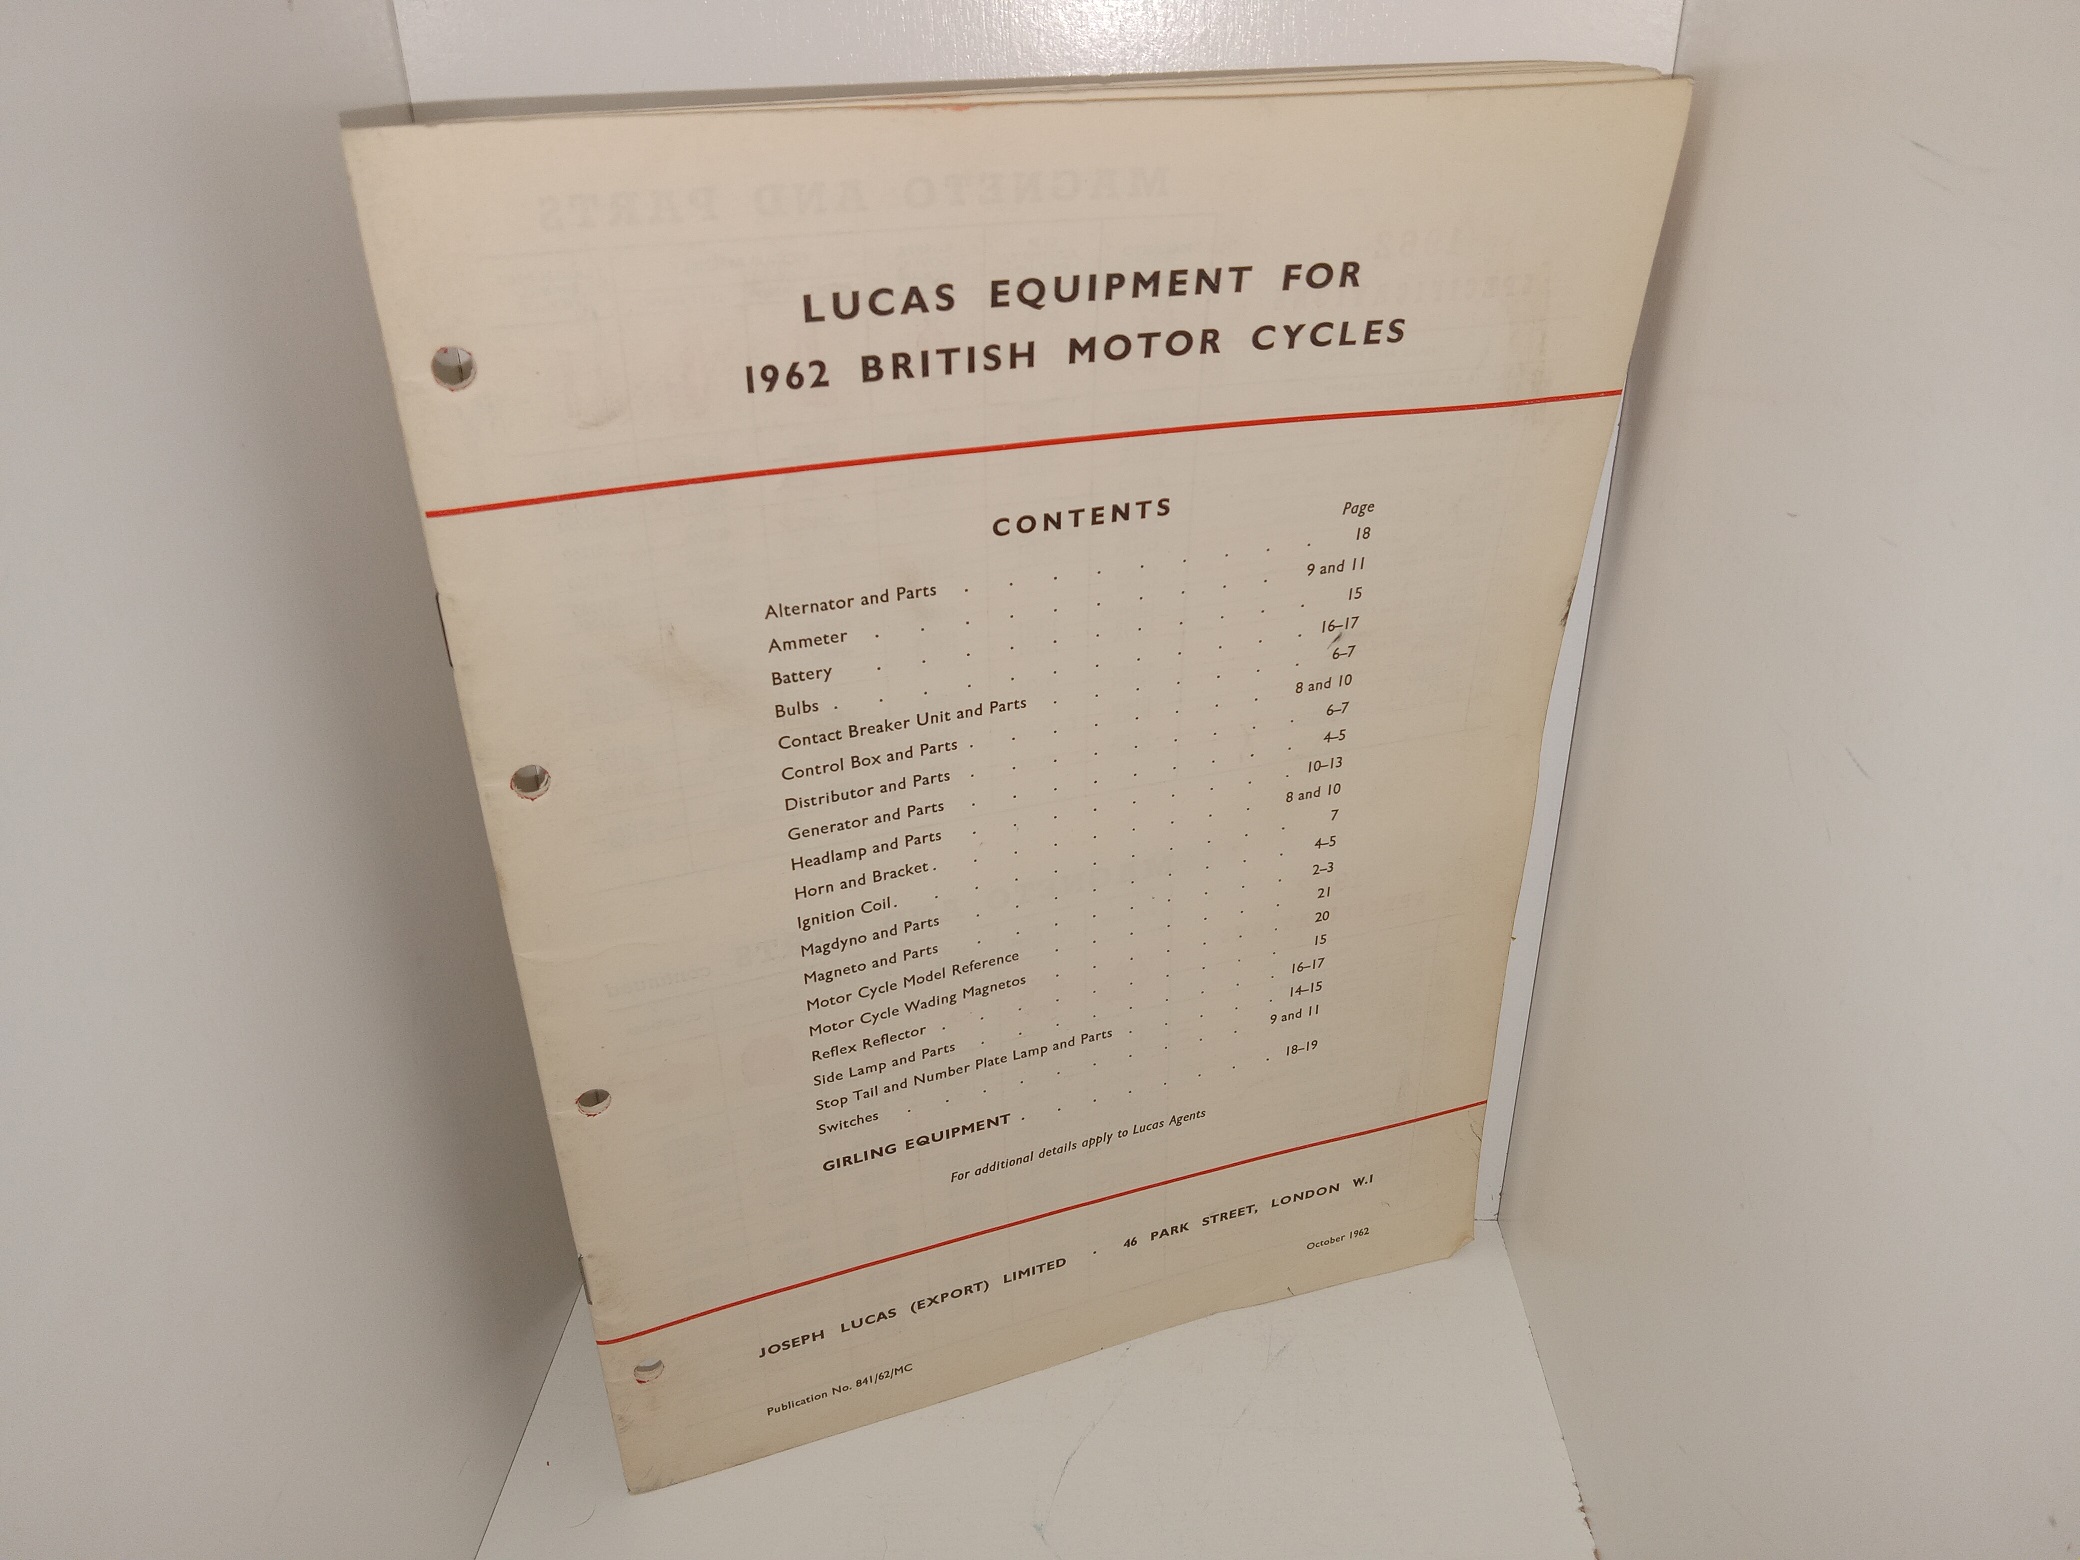 LUCAS EQUIPMENT FOR
1962 BRITISH MOTOR CYCLES
CONTENTS
Page
Alternator and Parts . . . . . . . . . 18
Ammeter . . . . . . . . . . 9 and 11
Battery . . . . . . . . . . . 15
Bulbs . . . . . . . . . . . . 16–17
Contact Breaker Unit and Parts . . . . . . . 6–7
Control Box and Parts . . . . . . . . 8 and 10
Distributor and Parts . . . . . . . . . 6–7
Generator and Parts . . . . . . . . . 4–5
Headlamp and Parts . . . . . . . . . 10–13
Horn and Bracket . . . . . . . . . 8 and 10
Ignition Coil . . . . . . . . . . . 7
Magdyno and Parts . . . . . . . . . 4–5
Magneto and Parts . . . . . . . . . 2–3
Motor Cycle Model Reference . . . . . . . 21
Motor Cycle Wading Magnetos . . . . . . . 20
Reflex Reflector . . . . . . . . . . 15
Side Lamp and Parts . . . . . . . . . 16–17
Stop Tail and Number Plate Lamp and Parts . . . . . 14–15
Switches . . . . . . . . . . 9 and 11
GIRLING EQUIPMENT . . . . . . . . 18–19
For additional details apply to Lucas Agents
JOSEPH LUCAS (EXPORT) LIMITED . 46 PARK STREET, LONDON W.1
Publication No. 841/62/MC October 1962